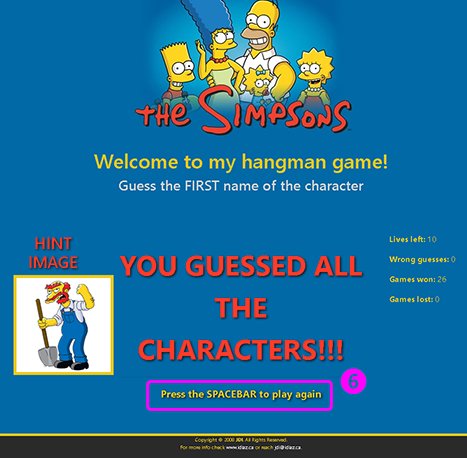 the Simpsons
Welcome to my hangman game!
Guess the FIRST name of the character
HINT
IMAGE
YOU GUESSED ALL
THE
CHARACTERS!!!
Lives left: 10
Wrong guesses: 0
Games won: 26
Games lost: 0
6
Press the SPACEBAR to play again
Copyright © 2009 JDI. All Rights Reserved.
For more info check www.idiaz.ca or reach jdi@idiaz.ca.